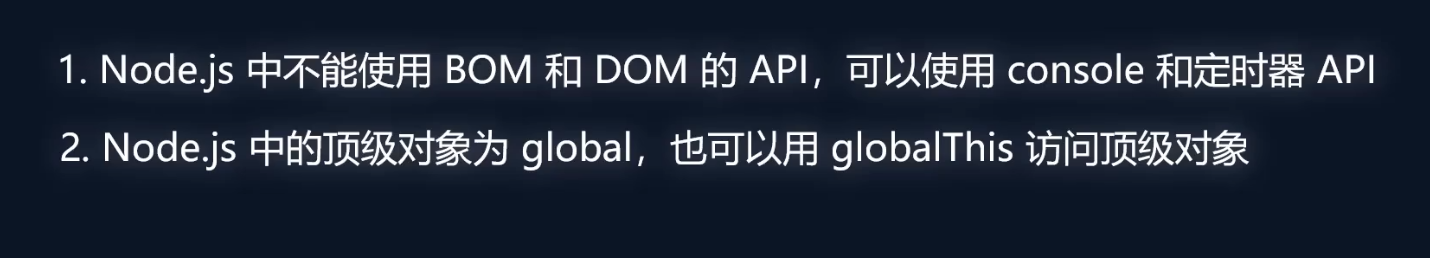 1. Node.js 中不能使用 BOM 和 DOM 的 API，可以使用 console 和定时器 API
2. Node.js 中的顶级对象为 global，也可以用 globalThis 访问顶级对象